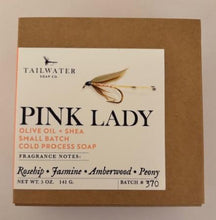 TAILWATER
SOAP CO.
PINK LADY
OLIVE OIL + SHEA
SMALL BATCH
COLD PROCESS SOAP
FRAGRANCE NOTES:
Rosehip • Jasmine • Amberwood • Peony
NET WT. 5 OZ. 141 G. BATCH # 370